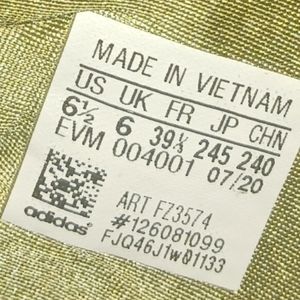 MADE IN VIETNAM
US UK FR JP CHN
6½ 6 39⅓ 245 240
EVM 004001 07/20
ART FZ3574
#126081099
FJQ46J1W01133
adidas